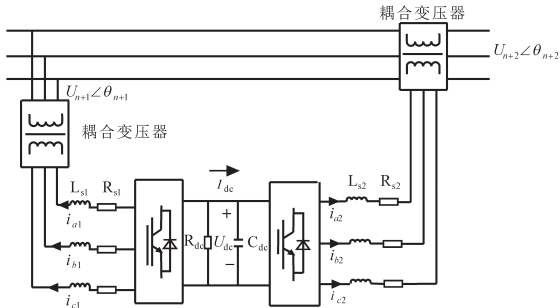 耦合变压器
U_{n+2}∠θ_{n+2}
U_{n+1}∠θ_{n+1}
耦合变压器
L_{s1} R_{s1}
I_{dc}
L_{s2} R_{s2}
i_{a1}
i_{a2}
R_{dc} + U_{dc} − C_{dc}
i_{b1}
i_{b2}
i_{c1}
i_{c2}